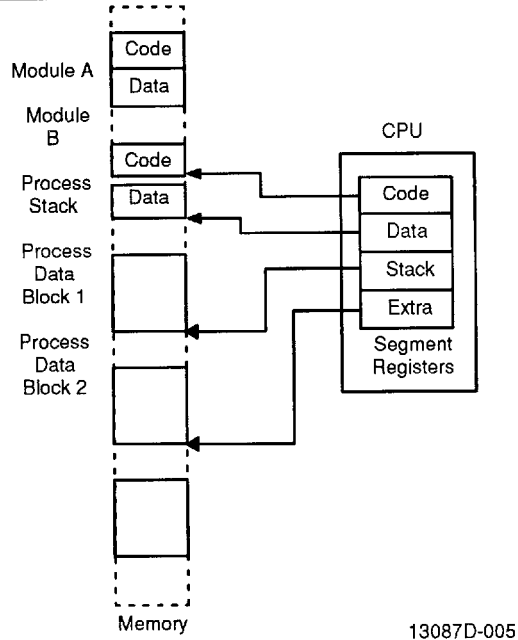 Module A
Module
B
Process
Stack
Process
Data
Block 1
Process
Data
Block 2
Code
Data
Code
Data
Memory
CPU
Code
Data
Stack
Extra
Segment
Registers
13087D-005